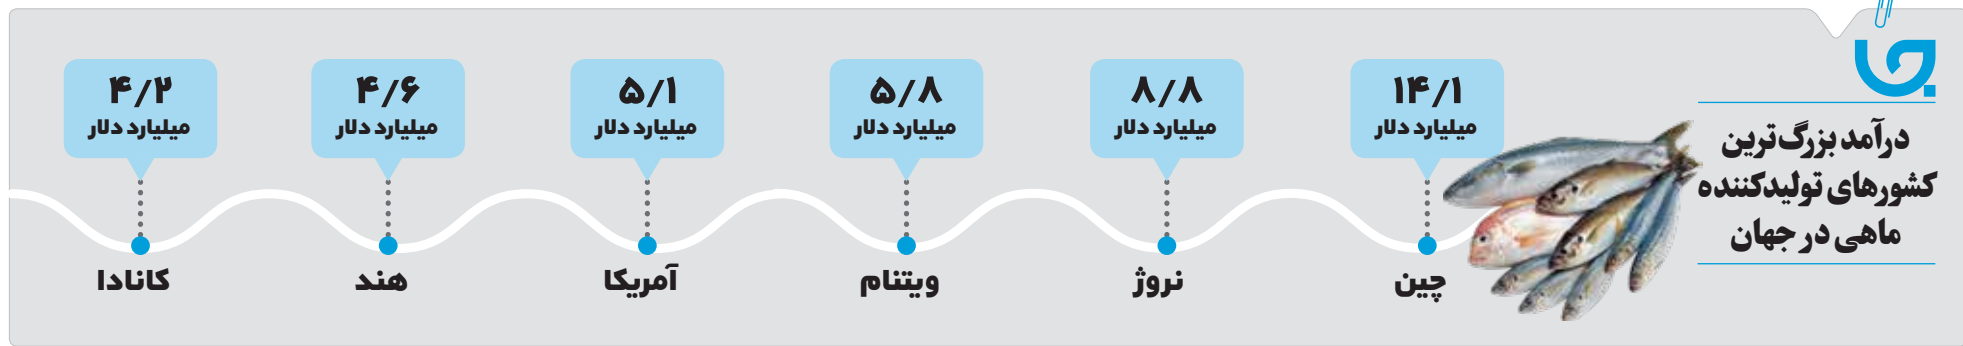 درآمد بزرگ‌ترین
کشورهای تولیدکننده
ماهی در جهان
۱۴/۱
میلیارد دلار
چین
۸/۸
میلیارد دلار
نروژ
۵/۸
میلیارد دلار
ویتنام
۵/۱
میلیارد دلار
آمریکا
۴/۶
میلیارد دلار
هند
۴/۲
میلیارد دلار
کانادا